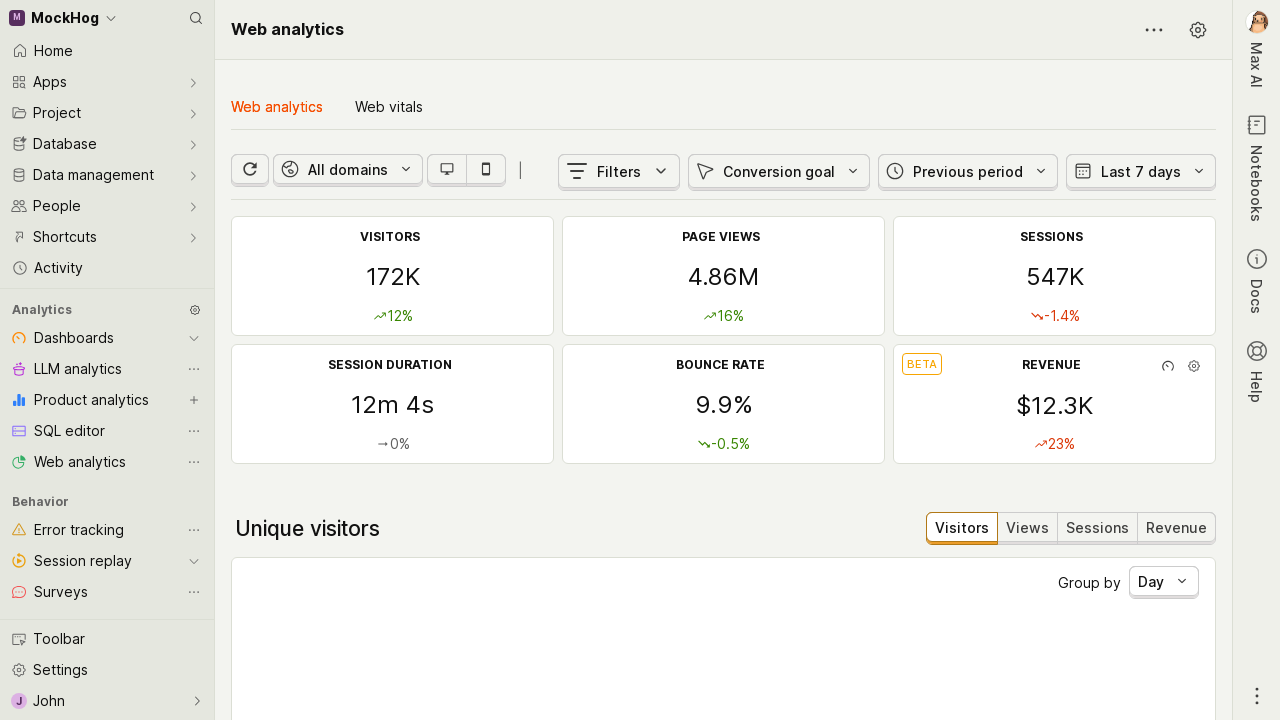 M MockHog
Home
Apps
Project
Database
Data management
People
Shortcuts
Activity
Analytics
Dashboards
LLM analytics
Product analytics
SQL editor
Web analytics
Behavior
Error tracking
Session replay
Surveys
Toolbar
Settings
J John
Web analytics
Web analytics Web vitals
All domains Filters Conversion goal Previous period Last 7 days
VISITORS
172K
12%
PAGE VIEWS
4.86M
16%
SESSIONS
547K
-1.4%
SESSION DURATION
12m 4s
0%
BOUNCE RATE
9.9%
-0.5%
BETA REVENUE
$12.3K
23%
Unique visitors
Visitors Views Sessions Revenue
Group by Day
Max AI
Notebooks
Docs
Help